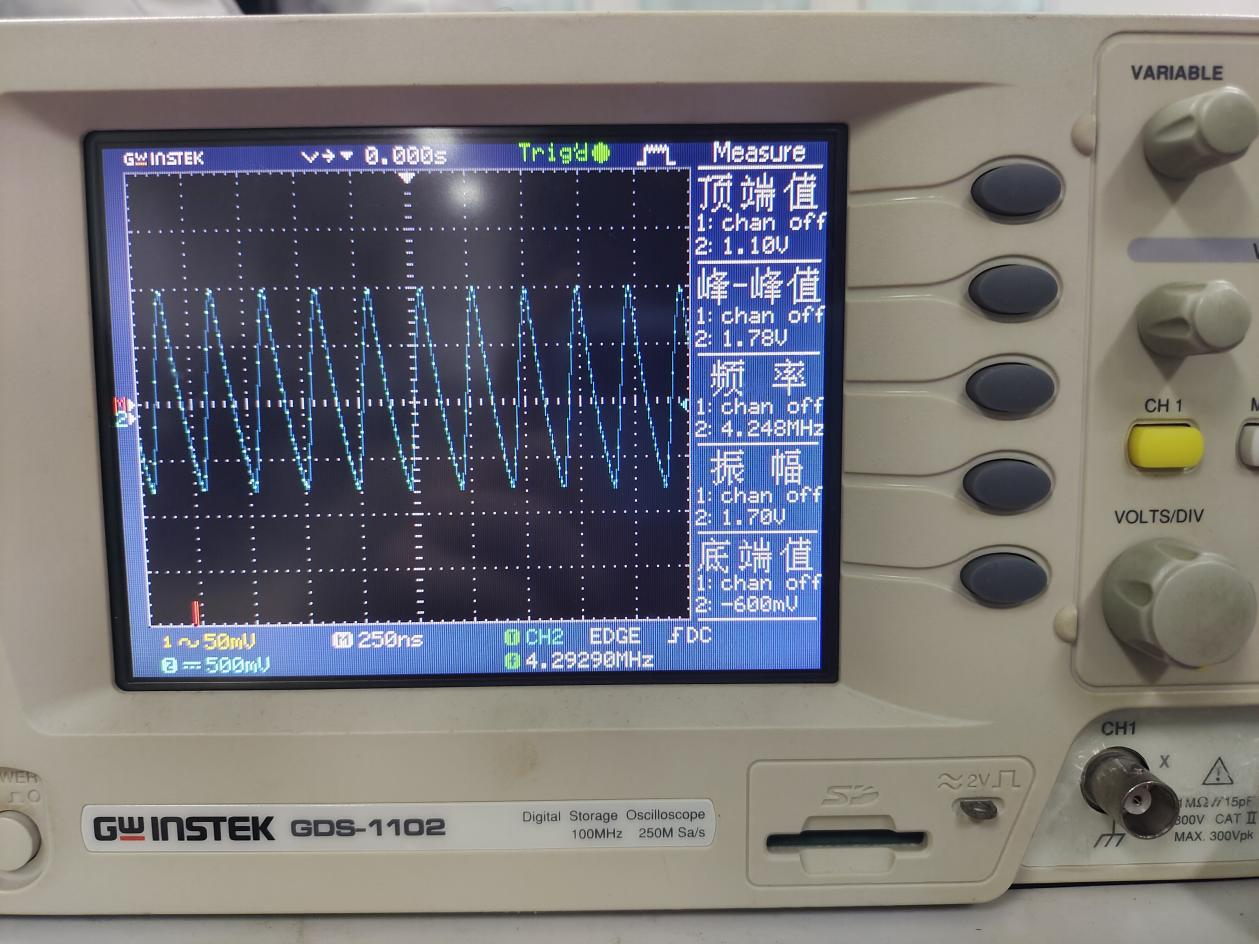 GW INSTEK
0.000s
Trig'd
Measure
顶端值
1: chan off
2: 1.10V
峰-峰值
1: chan off
2: 1.78V
频 率
1: chan off
2: 4.248MHz
振 幅
1: chan off
2: 1.70V
底端值
1: chan off
2: -600mV
M
2
1 50mV
M 250ns
T CH2 EDGE DC
2 500mV
f 4.29290MHz
VARIABLE
CH 1
VOLTS/DIV
CH1
X
1MΩ//15pF
300V CAT II
MAX. 300Vpk
GW INSTEK GDS-1102
Digital Storage Oscilloscope
100MHz 250M Sa/s
SD
2V